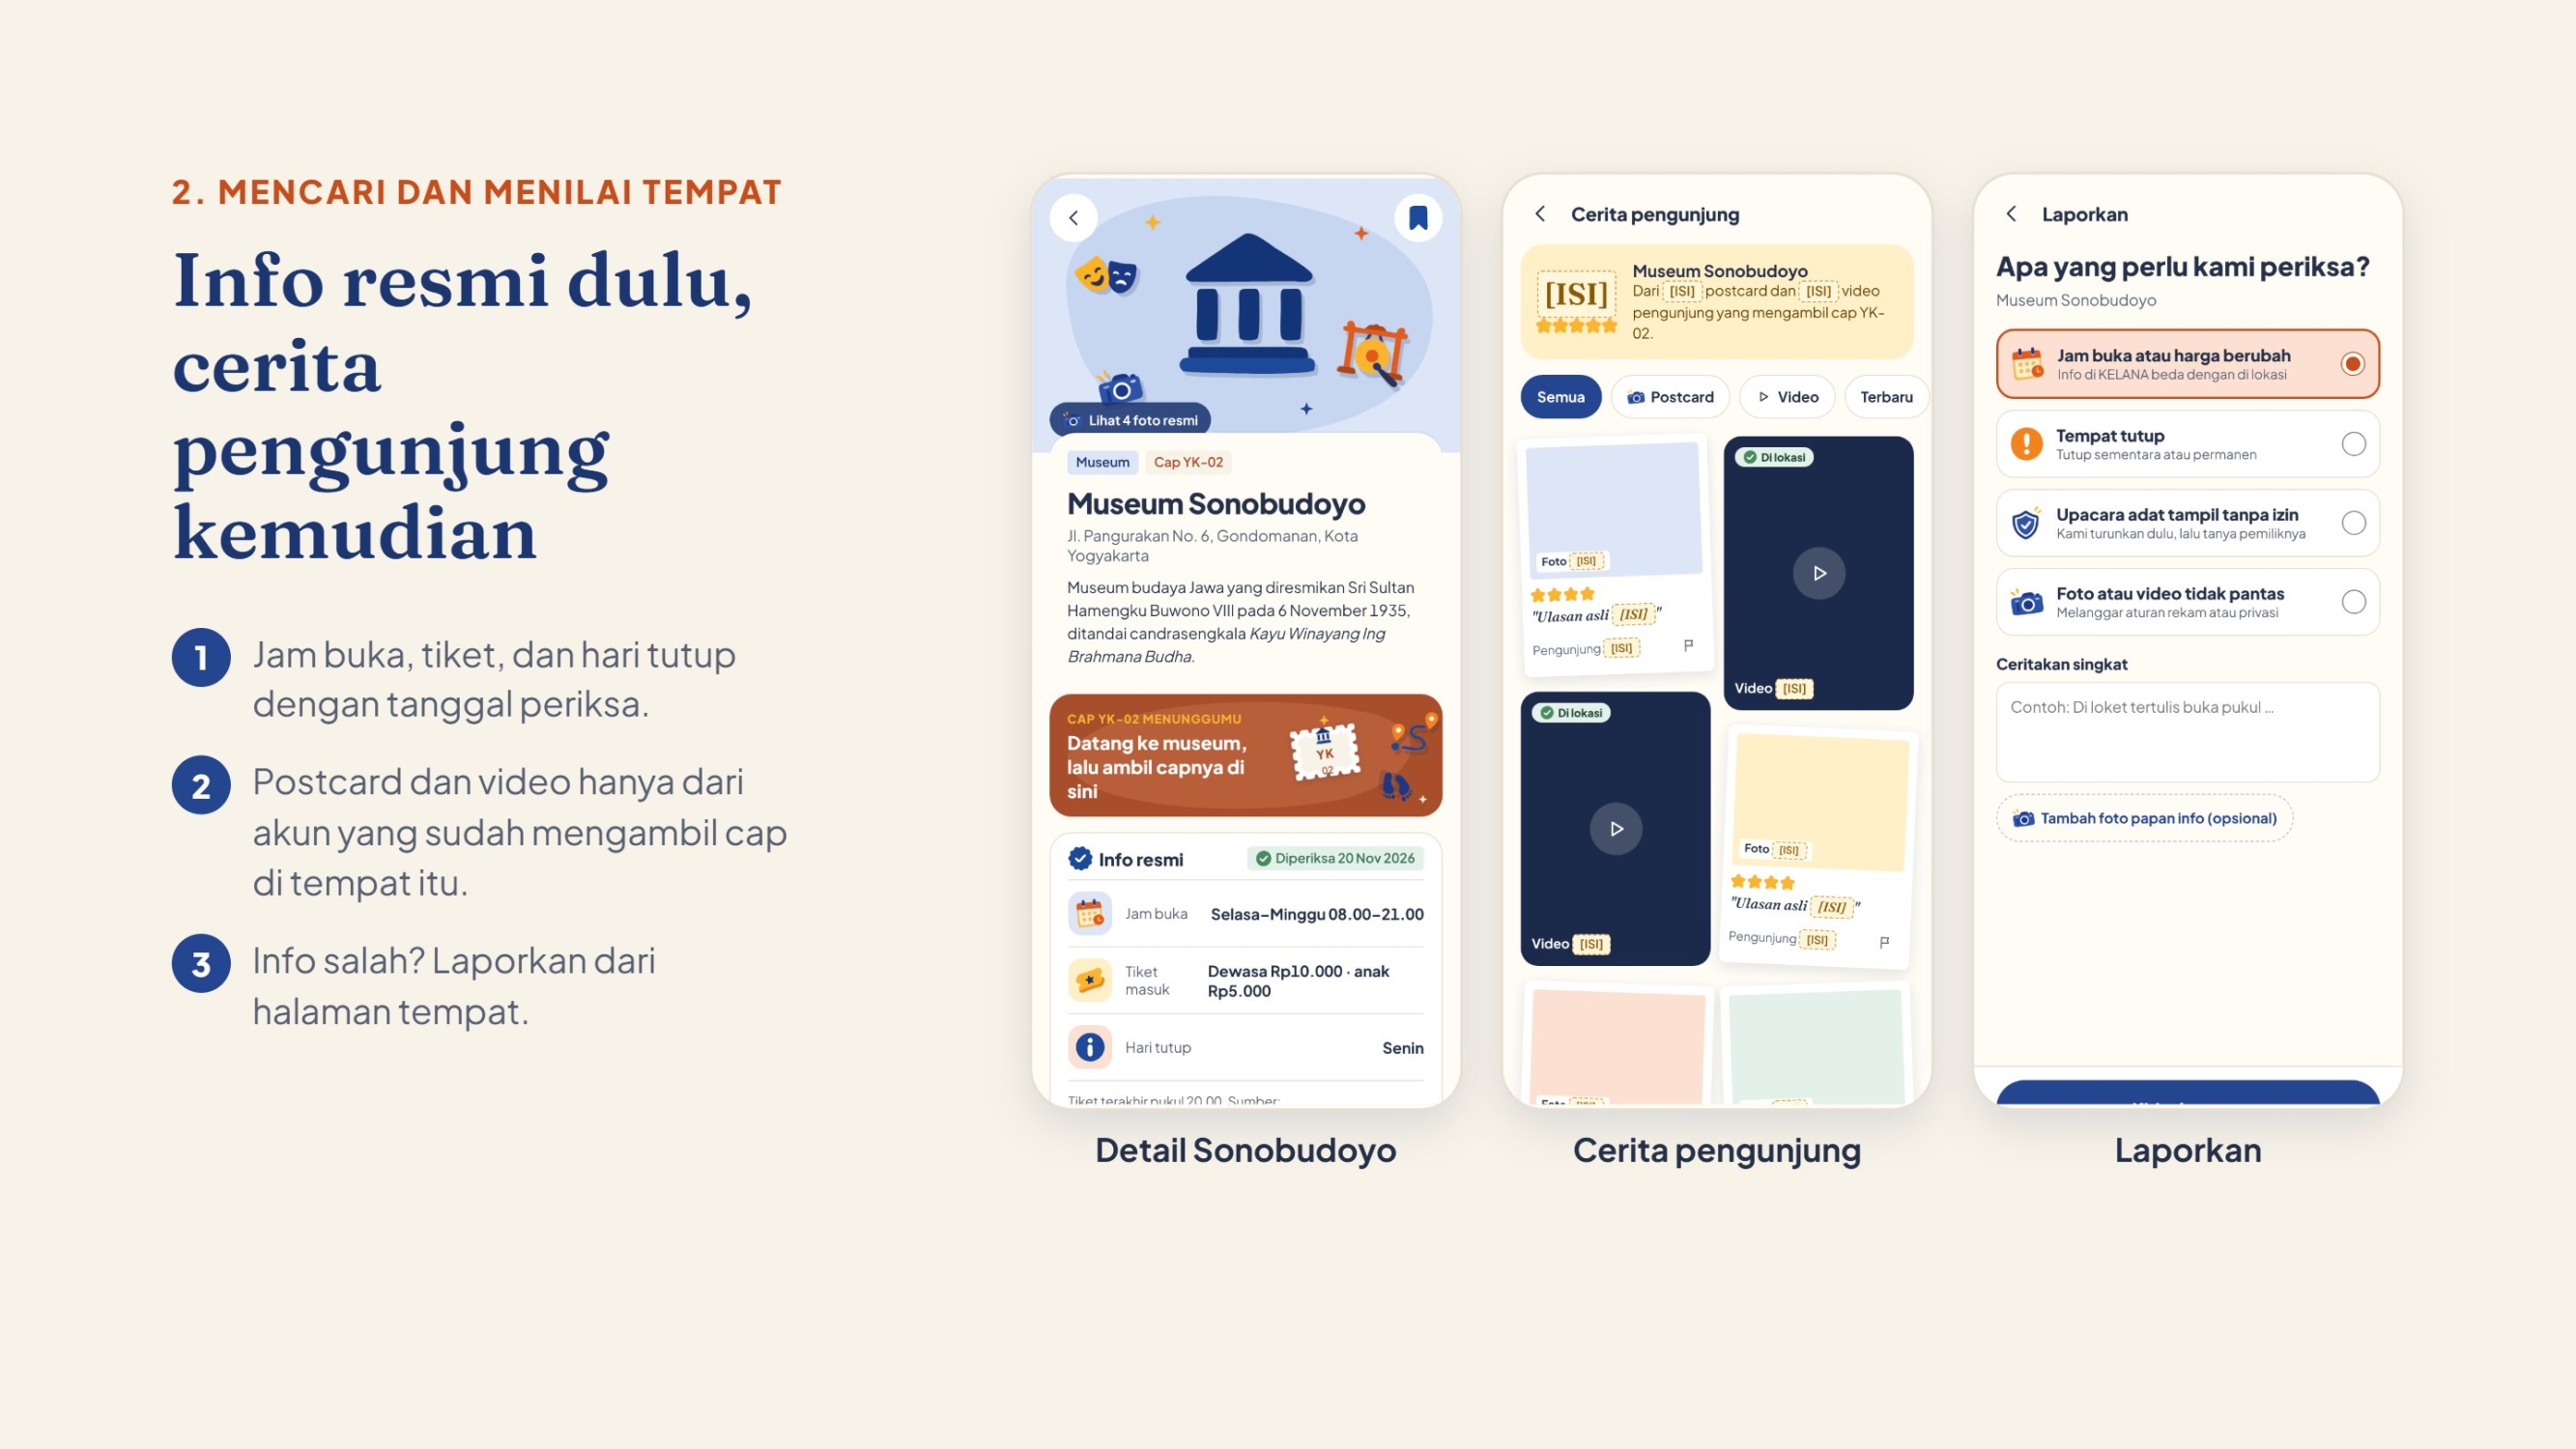 2. MENCARI DAN MENILAI TEMPAT
Info resmi dulu,
cerita
pengunjung
kemudian
1
Jam buka, tiket, dan hari tutup
dengan tanggal periksa.
2
Postcard dan video hanya dari
akun yang sudah mengambil cap
di tempat itu.
3
Info salah? Laporkan dari
halaman tempat.
Lihat 4 foto resmi
Museum
Cap YK-02
Museum Sonobudoyo
Jl. Pangurakan No. 6, Gondomanan, Kota
Yogyakarta
Museum budaya Jawa yang diresmikan Sri Sultan
Hamengku Buwono VIII pada 6 November 1935,
ditandai candrasengkala Kayu Winayang Ing
Brahmana Budha.
CAP YK-02 MENUNGGUMU
Datang ke museum,
lalu ambil capnya di
sini
YK
02
Info resmi
Diperiksa 20 Nov 2026
Jam buka
Selasa–Minggu 08.00–21.00
Tiket
masuk
Dewasa Rp10.000 · anak
Rp5.000
Hari tutup
Senin
Tiket terakhir pukul 20.00. Sumber:
Detail Sonobudoyo
Cerita pengunjung
[ISI]
Museum Sonobudoyo
Dari [ISI] postcard dan [ISI] video
pengunjung yang mengambil cap YK-
02.
Semua
Postcard
Video
Terbaru
Foto [ISI]
"Ulasan asli [ISI]"
Pengunjung [ISI]
Di lokasi
Video [ISI]
Di lokasi
Video [ISI]
Foto [ISI]
"Ulasan asli [ISI]"
Pengunjung [ISI]
Foto [ISI]
Cerita pengunjung
Laporkan
Apa yang perlu kami periksa?
Museum Sonobudoyo
Jam buka atau harga berubah
Info di KELANA beda dengan di lokasi
Tempat tutup
Tutup sementara atau permanen
Upacara adat tampil tanpa izin
Kami turunkan dulu, lalu tanya pemiliknya
Foto atau video tidak pantas
Melanggar aturan rekam atau privasi
Ceritakan singkat
Contoh: Di loket tertulis buka pukul ...
Tambah foto papan info (opsional)
Laporkan